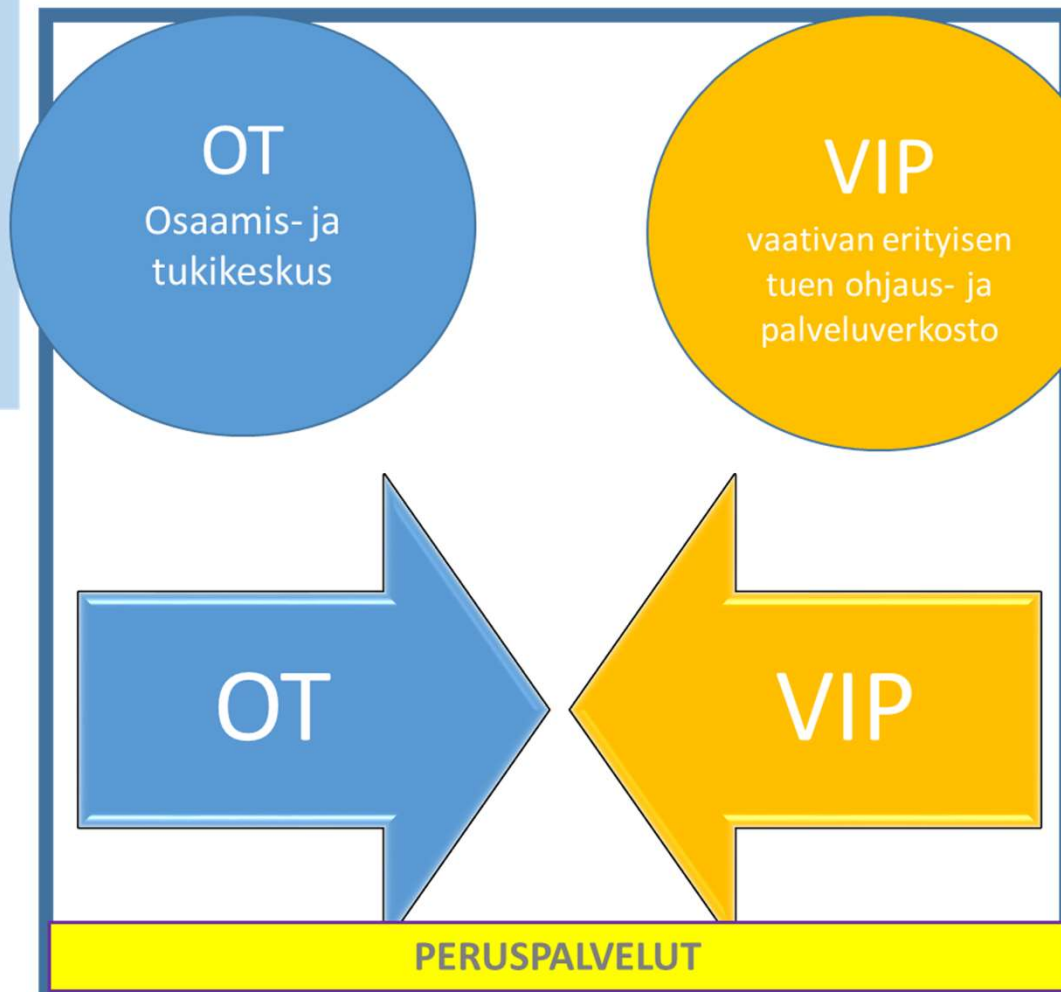 OT
Osaamis- ja
tukikeskus
VIP
vaativan erityisen
tuen ohjaus- ja
palveluverkosto
OT
VIP
PERUSPALVELUT